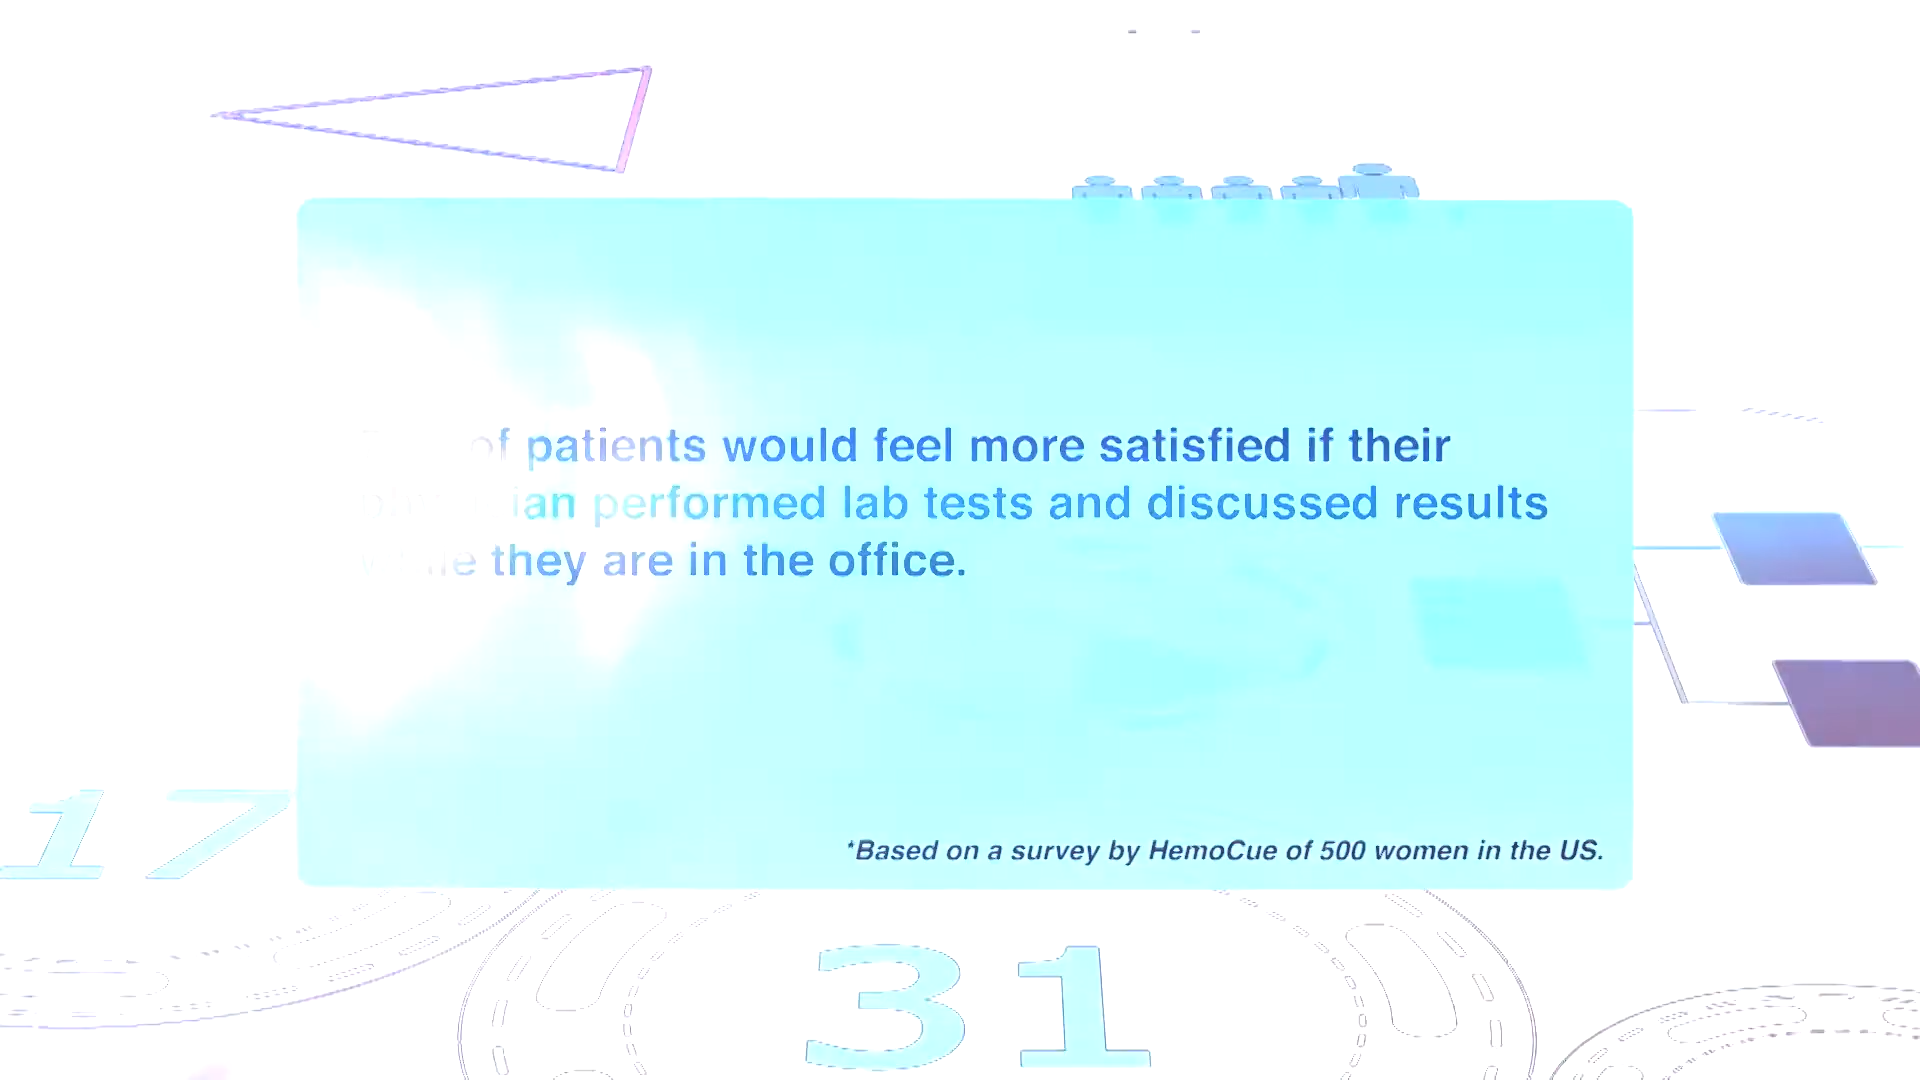 of patients would feel more satisfied if their
performed lab tests and discussed results
they are in the office.
*Based on a survey by HemoCue of 500 women in the US.
17
31